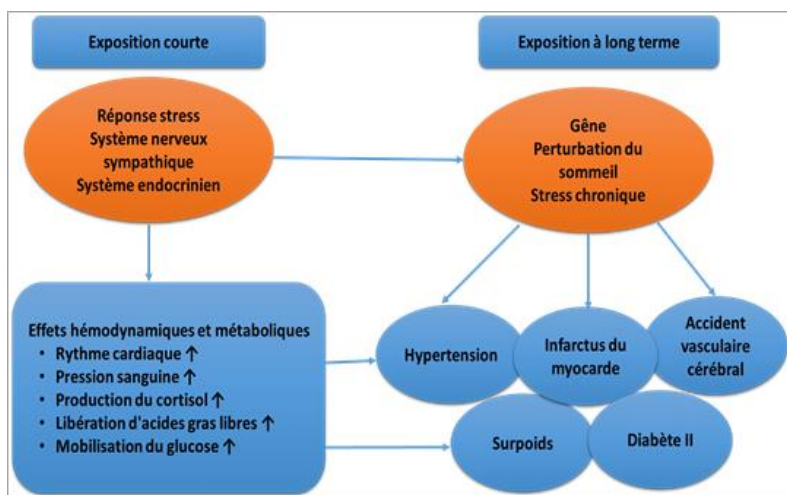 Exposition courte
Exposition à long terme
Réponse stress
Système nerveux
sympathique
Système endocrinien
Gêne
Perturbation du
sommeil
Stress chronique
Effets hémodynamiques et métaboliques
• Rythme cardiaque ↑
• Pression sanguine ↑
• Production du cortisol ↑
• Libération d'acides gras libres ↑
• Mobilisation du glucose ↑
Hypertension
Infarctus du
myocarde
Accident
vasculaire
cérébral
Surpoids
Diabète II